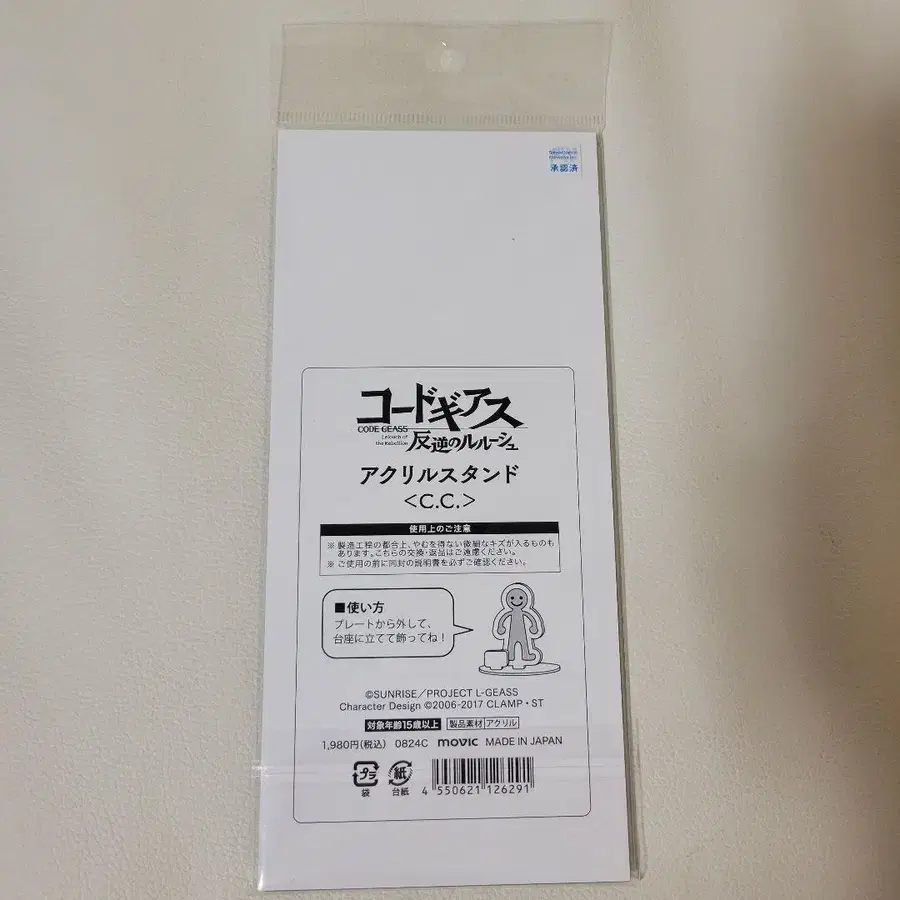 承認済
コードギアス
CODE GEASS
Lelouch of
the Rebellion
反逆のルルーシュ
アクリルスタンド
<C.C.>
使用上のご注意
※ 製造工程の都合上、やむを得ない微細なキズが入るものも
あります。こちらの交換・返品はご遠慮ください。
※ ご使用の前に同封の説明書を必ずご確認ください。
■使い方
プレートから外して、
台座に立てて飾ってね!
©SUNRISE/PROJECT L-GEASS
Character Design ©2006-2017 CLAMP・ST
対象年齢15歳以上 製品素材 アクリル
1,980円(税込) 0824C movic MADE IN JAPAN
プラ 紙
袋 台紙
4 550621 126291